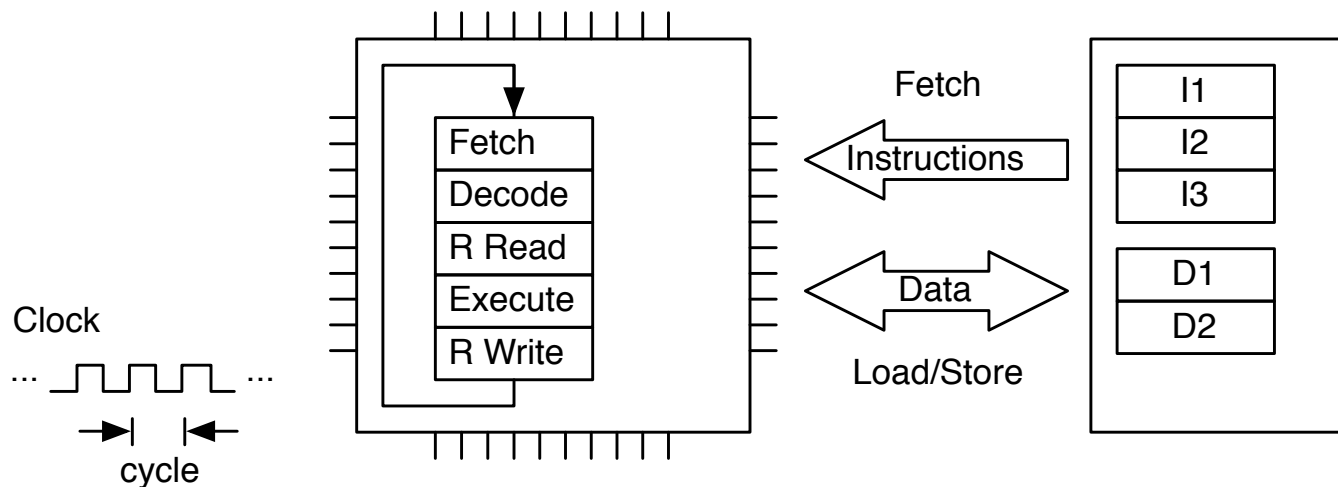 Clock
...
...
cycle
Fetch
Decode
R Read
Execute
R Write
Fetch
Instructions
Data
Load/Store
I1
I2
I3
D1
D2